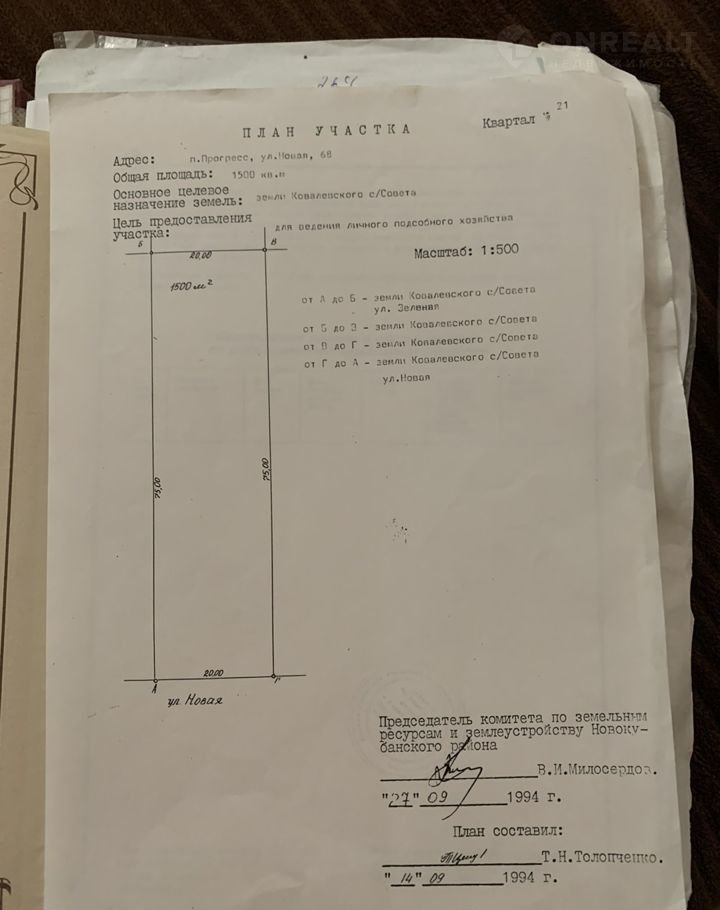 ONREALT
НЕДВИЖИМОСТЬ
ПЛАН УЧАСТКА
Квартал № 21
Адрес: п.Прогресс, ул.Новая, 68
Общая площадь: 1500 кв.м
Основное целевое
назначение земель: земли Ковалевского с/Совета
Цель предоставления
участка: для ведения личного подсобного хозяйства
Масштаб: 1:500
Б
В
20,00
1500 м²
от А до Б - земли Ковалевского с/Совета
ул. Зеленая
от Б до В - земли Ковалевского с/Совета
от В до Г - земли Ковалевского с/Совета
от Г до А - земли Ковалевского с/Совета
ул.Новая
75,00
75,00
20,00
А
Г
ул. Новая
Председатель комитета по земельным
ресурсам и землеустройству Новоку-
банского района
В.И.Милосердов.
"27" 09 1994 г.
План составил:
Т.Н.Толопченко.
"14" 09 1994 г.